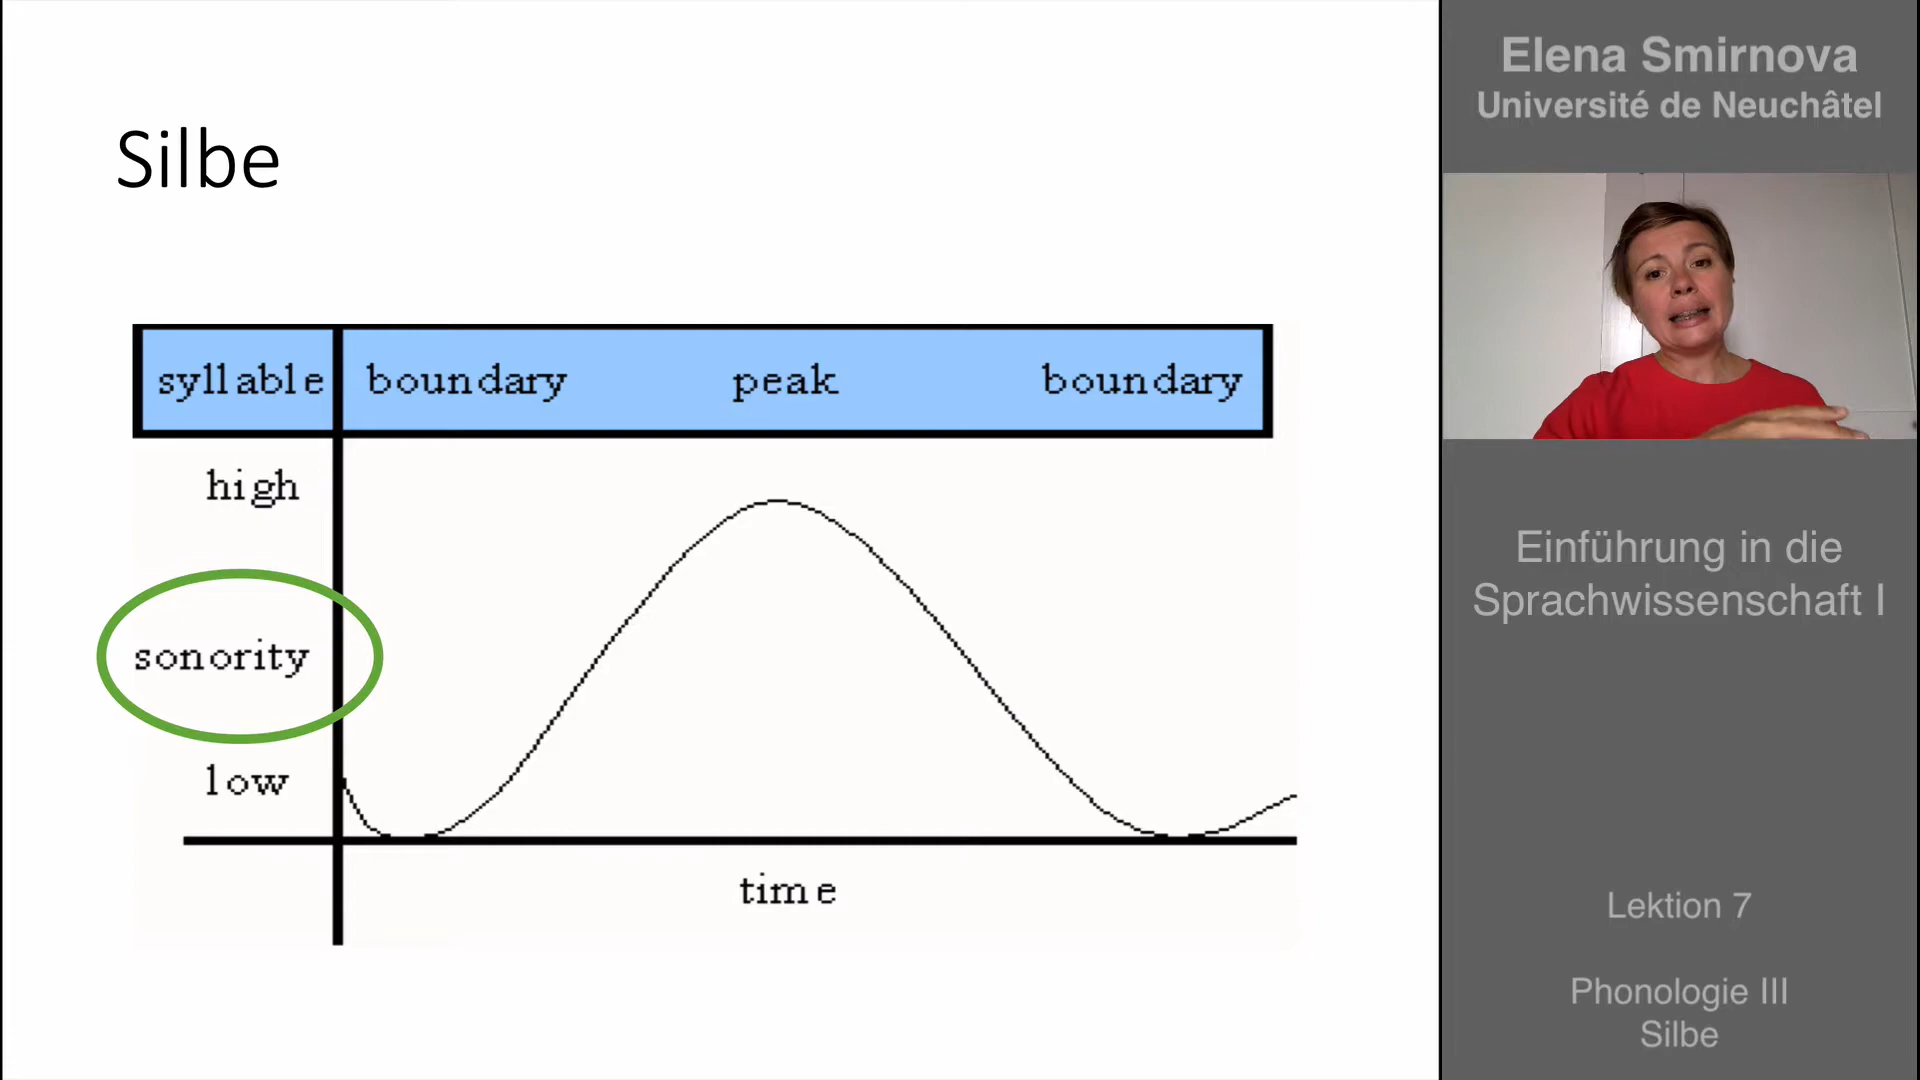 Silbe
syllable boundary peak boundary
high
sonority
low
time
Elena Smirnova
Université de Neuchâtel
Einführung in die
Sprachwissenschaft I
Lektion 7
Phonologie III
Silbe